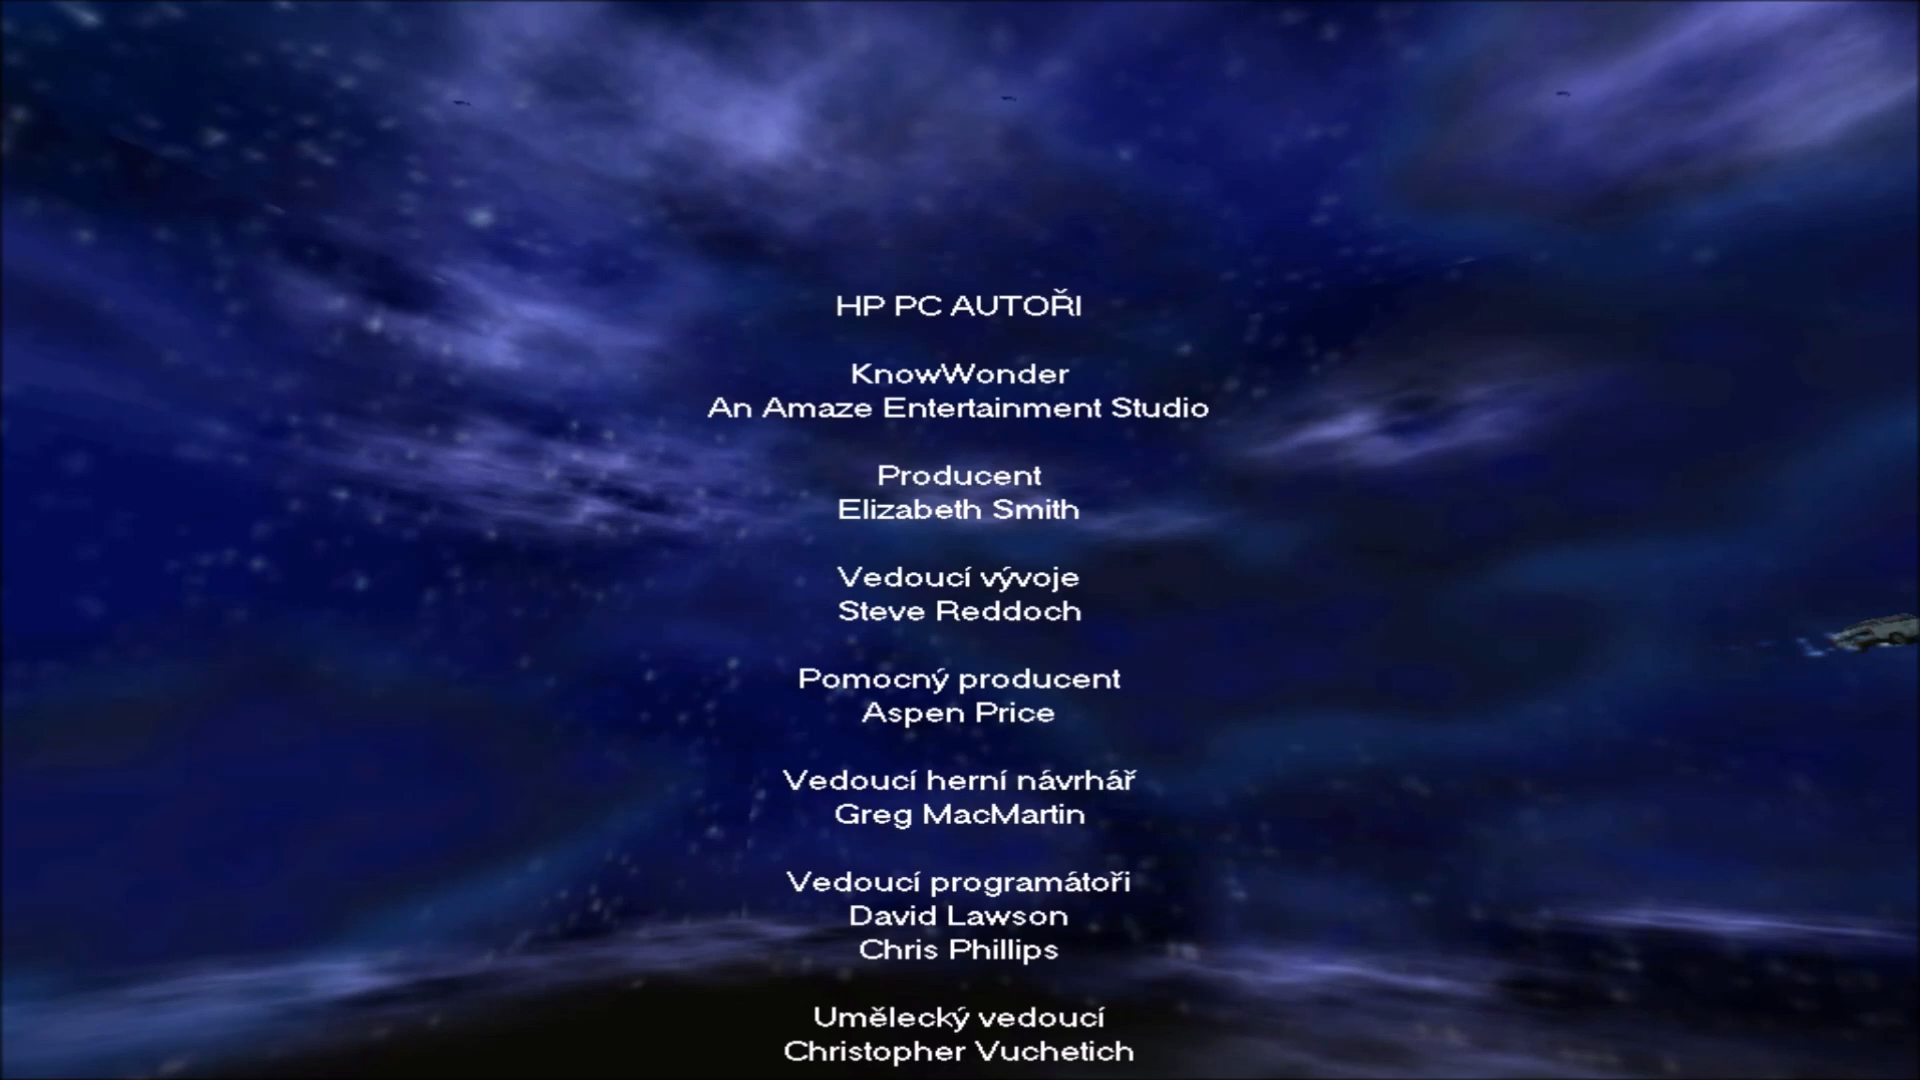 HP PC AUTOŘI
KnowWonder
An Amaze Entertainment Studio
Producent
Elizabeth Smith
Vedoucí vývoje
Steve Reddoch
Pomocný producent
Aspen Price
Vedoucí herní návrhář
Greg MacMartin
Vedoucí programátoři
David Lawson
Chris Phillips
Umělecký vedoucí
Christopher Vuchetich